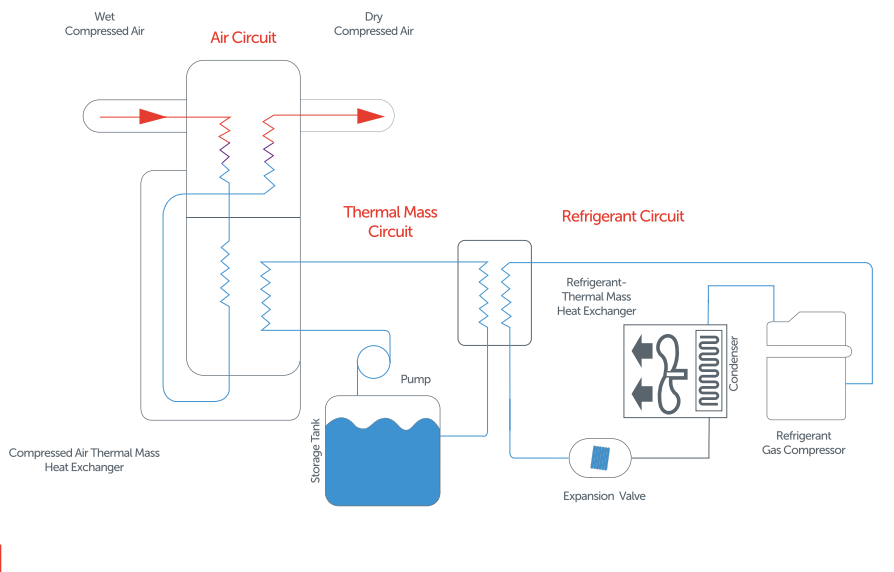 Wet
Compressed Air
Dry
Compressed Air
Air Circuit
Thermal Mass
Circuit
Refrigerant Circuit
Refrigerant-
Thermal Mass
Heat Exchanger
Condenser
Pump
Storage Tank
Refrigerant
Gas Compressor
Compressed Air Thermal Mass
Heat Exchanger
Expansion Valve